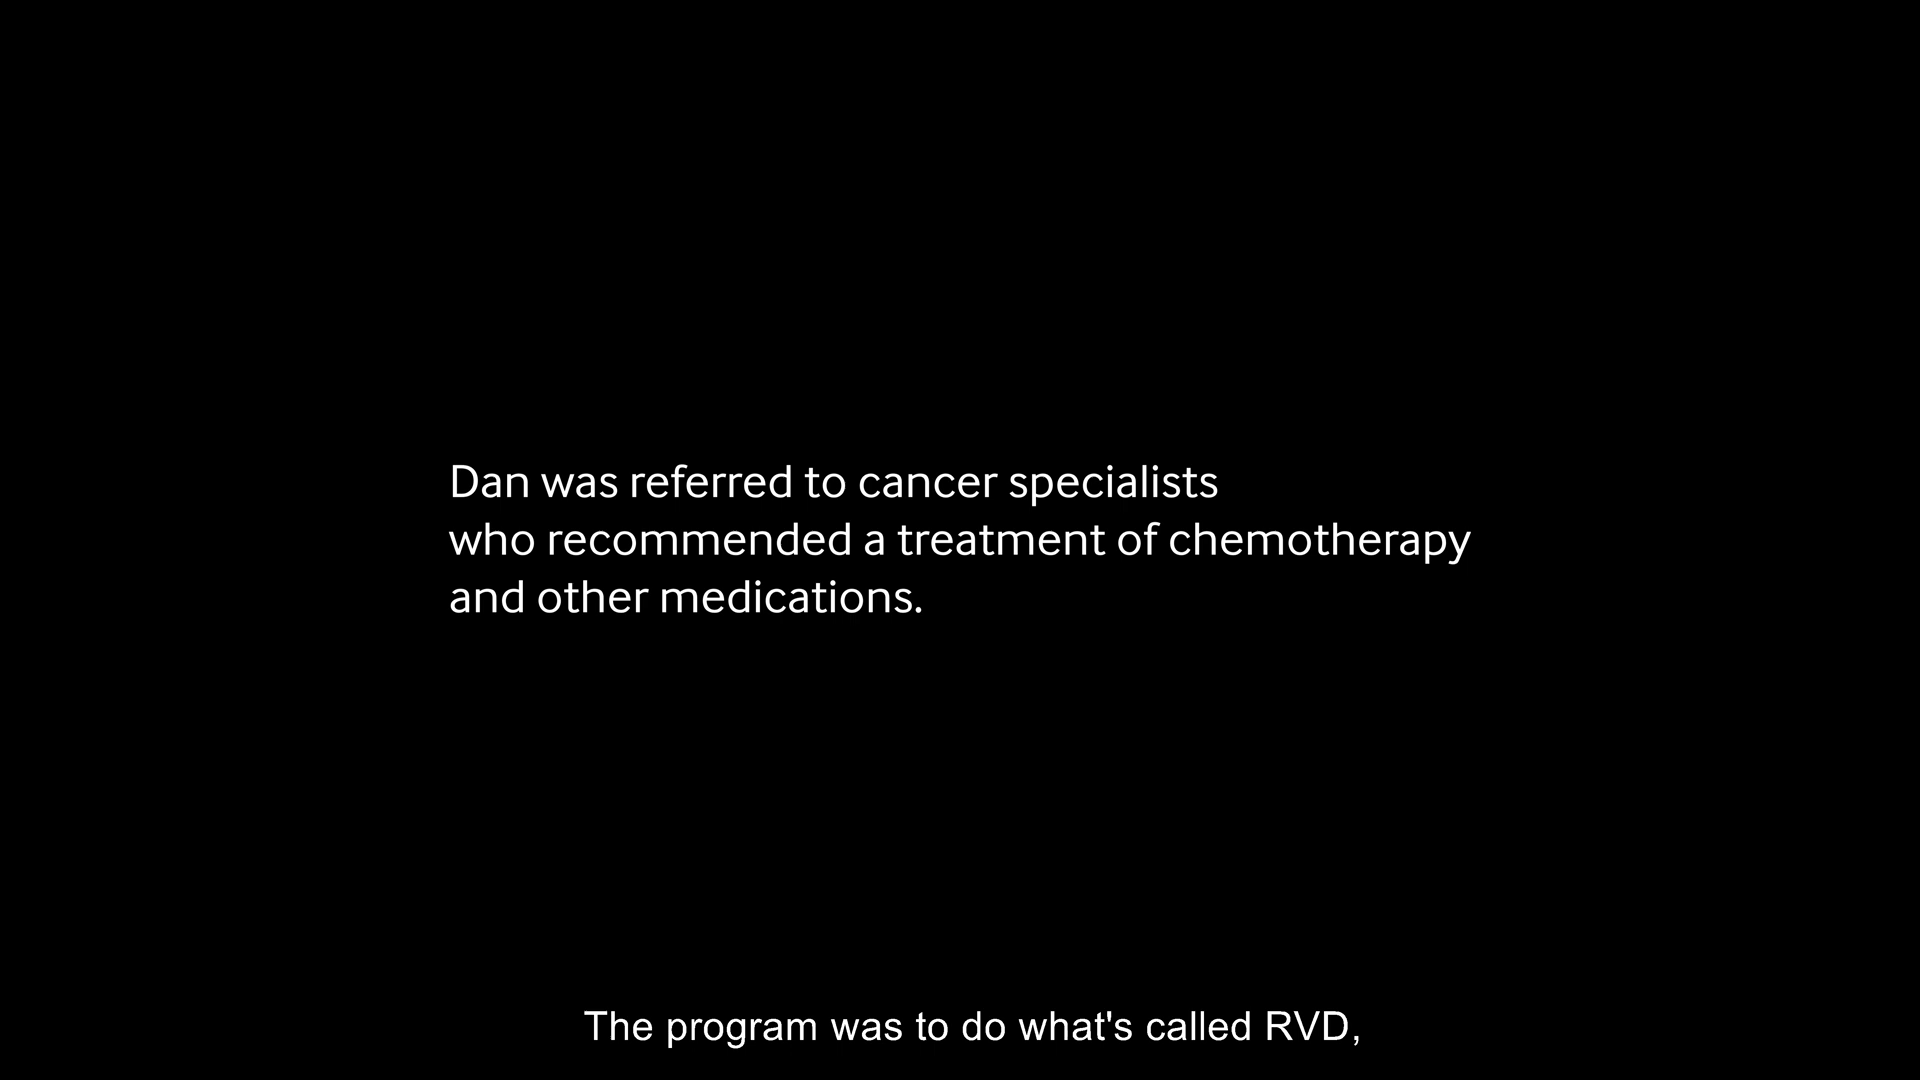 Dan was referred to cancer specialists
who recommended a treatment of chemotherapy
and other medications.
The program was to do what's called RVD,